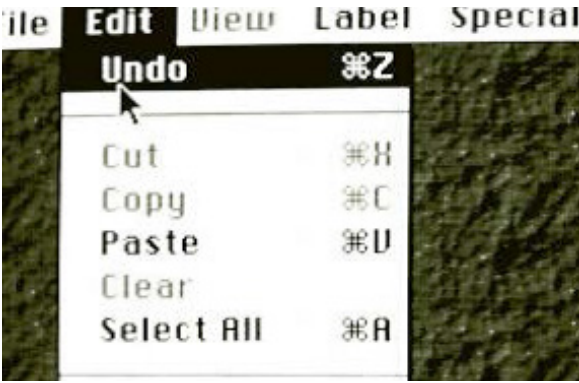 ile Edit View Label Special
Undo ⌘Z
Cut ⌘X
Copy ⌘C
Paste ⌘V
Clear
Select All ⌘A